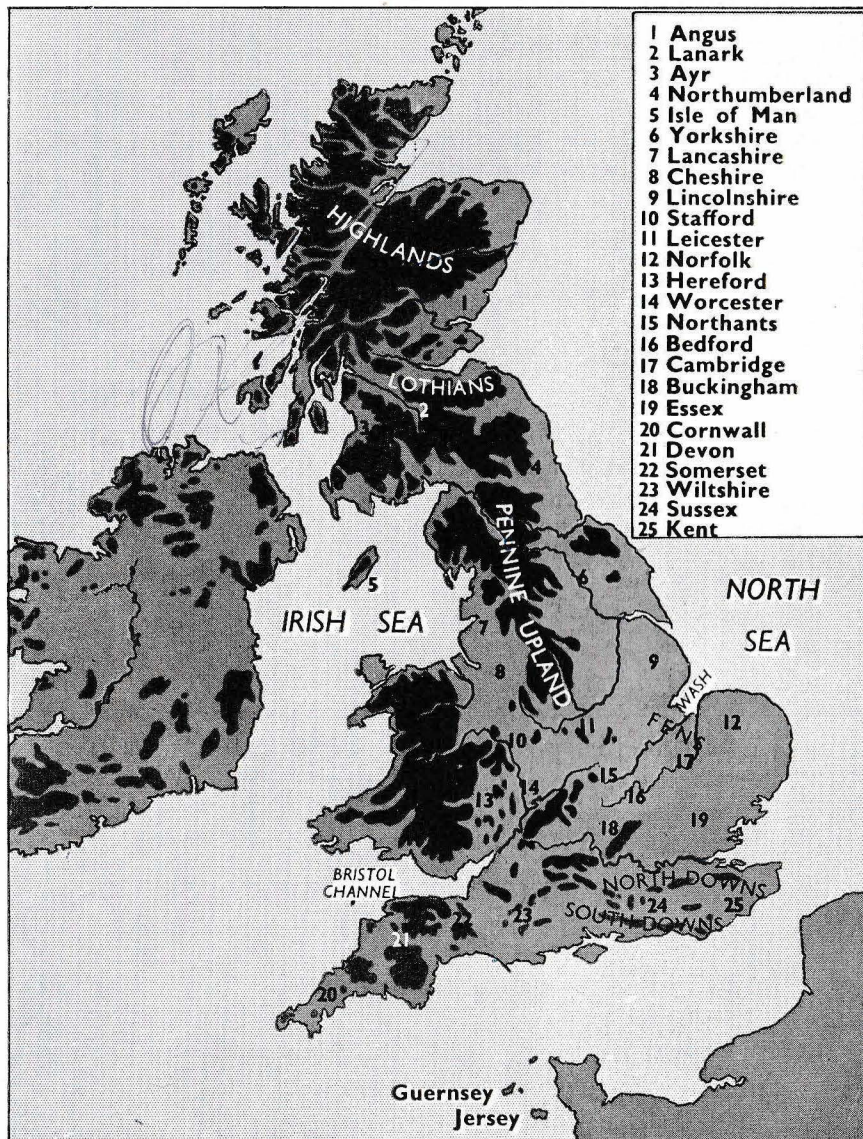 1 Angus
2 Lanark
3 Ayr
4 Northumberland
5 Isle of Man
6 Yorkshire
7 Lancashire
8 Cheshire
9 Lincolnshire
10 Stafford
11 Leicester
12 Norfolk
13 Hereford
14 Worcester
15 Northants
16 Bedford
17 Cambridge
18 Buckingham
19 Essex
20 Cornwall
21 Devon
22 Somerset
23 Wiltshire
24 Sussex
25 Kent
HIGHLANDS
1
LOTHIANS
2
3
4
PENNINE UPLAND
5
6
IRISH SEA
NORTH
SEA
7
8
9
WASH
FENS
10
11
12
13
14
15
16
17
18
19
BRISTOL
CHANNEL
NORTH DOWNS
24
25
SOUTH DOWNS
21
22
23
20
Guernsey
Jersey